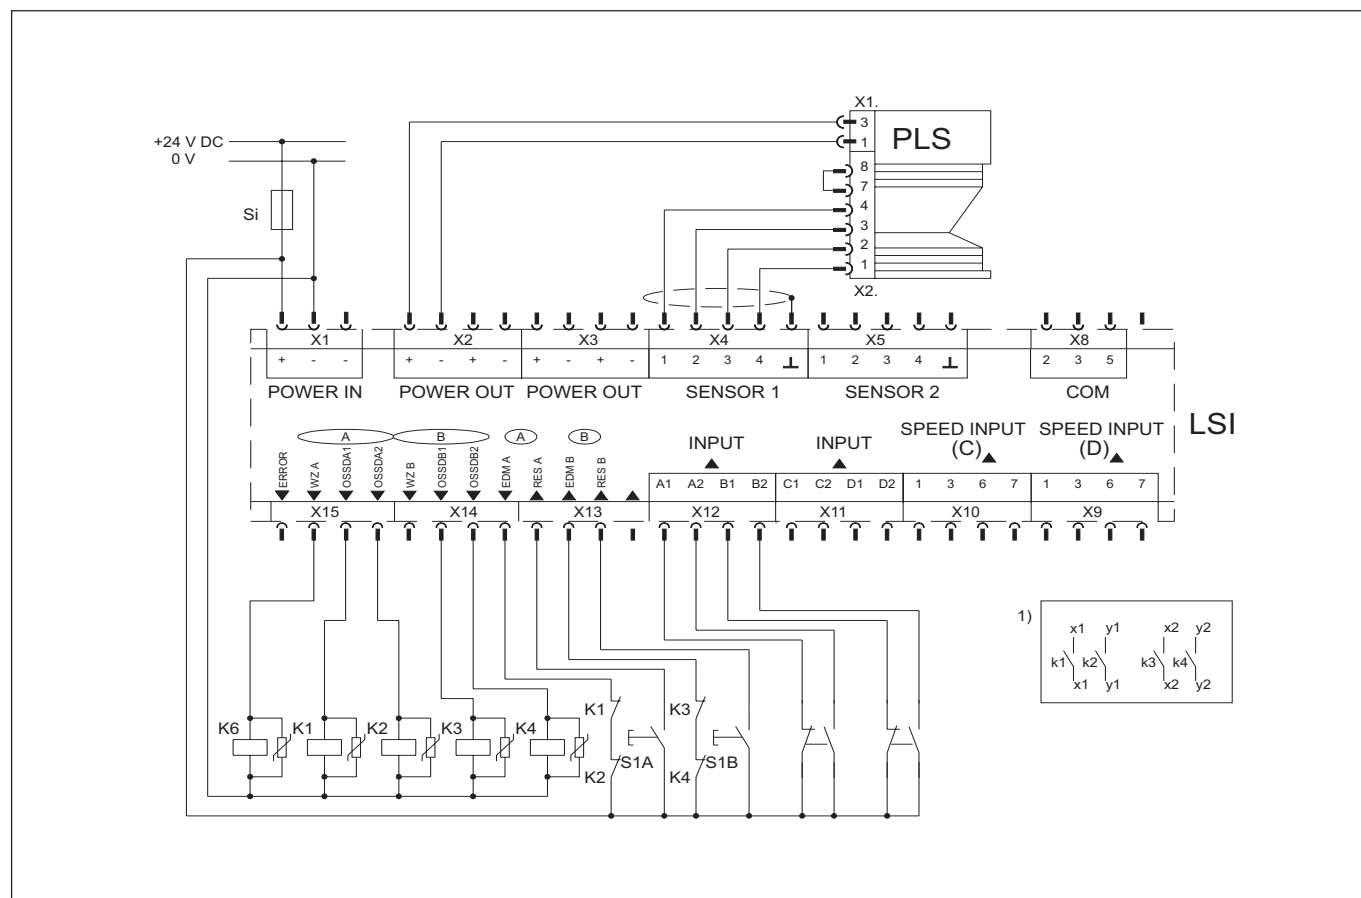 X1.
3
PLS
1
+24 V DC
0 V
8
7
Si
4
3
2
1
X2.
X1 X2 X3 X4 X5 X8
+ - - + - + - + - + - 1 2 3 4 1 2 3 4 2 3 5
POWER IN POWER OUT POWER OUT SENSOR 1 SENSOR 2 COM
LSI
A B A B
INPUT INPUT SPEED INPUT (C) SPEED INPUT (D)
ERROR WZ A OSSDA1 OSSDA2 WZ B OSSDB1 OSSDB2 EDM A RES A EDM B RES B
A1 A2 B1 B2 C1 C2 D1 D2 1 3 6 7 1 3 6 7
X15 X14 X13 X12 X11 X10 X9
1)
x1 y1 x2 y2
k1 k2 k3 k4
x1 y1 x2 y2
K6 K1 K2 K3 K4 K1 K3
S1A S1B
K2 K4